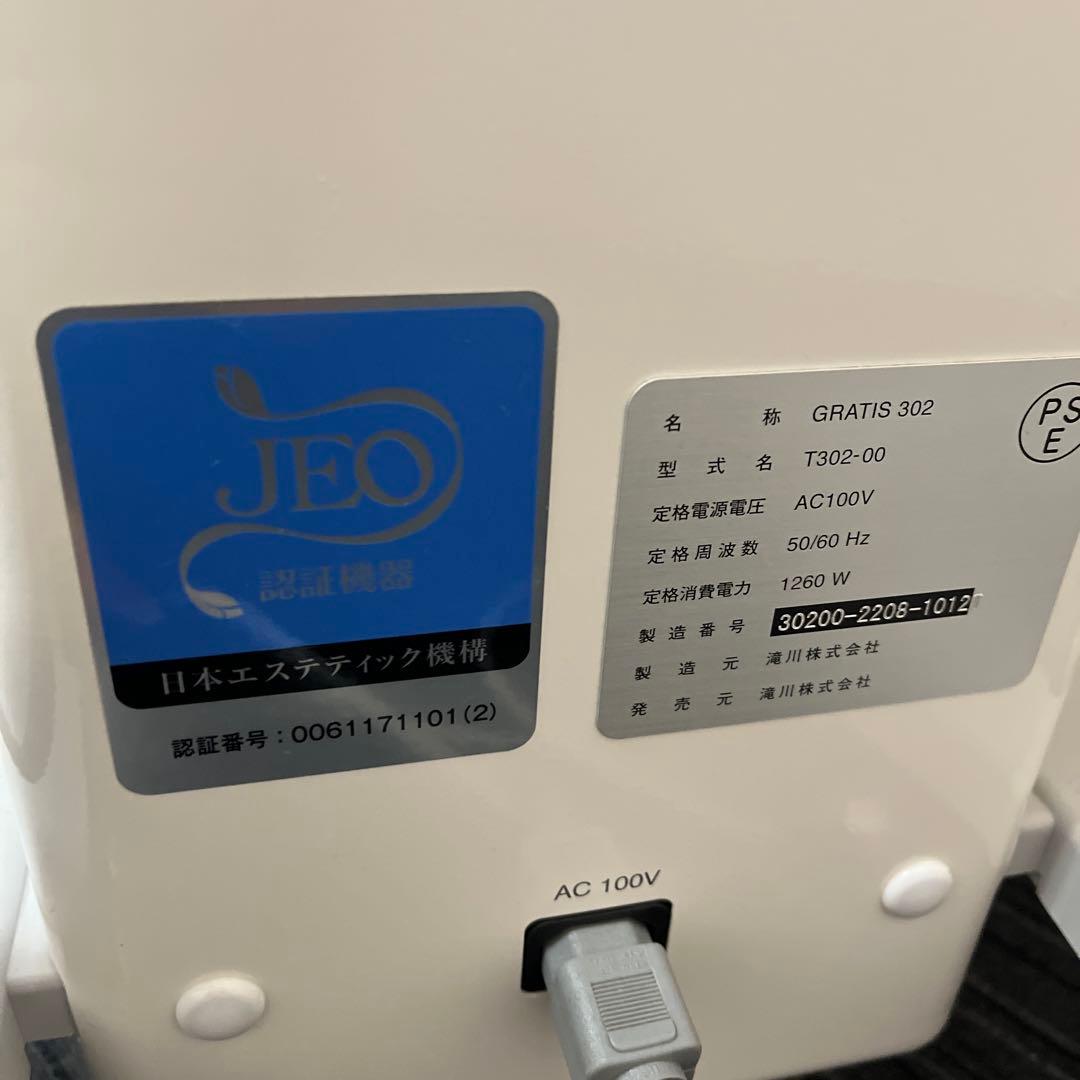 JEO
認証機器
日本エステティック機構
認証番号：0061171101(2)
名称 GRATIS 302
PS
E
型式名 T302-00
定格電源電圧 AC100V
定格周波数 50/60 Hz
定格消費電力 1260 W
製造番号 30200-2208-1012
製造元 滝川株式会社
発売元 滝川株式会社
AC 100V